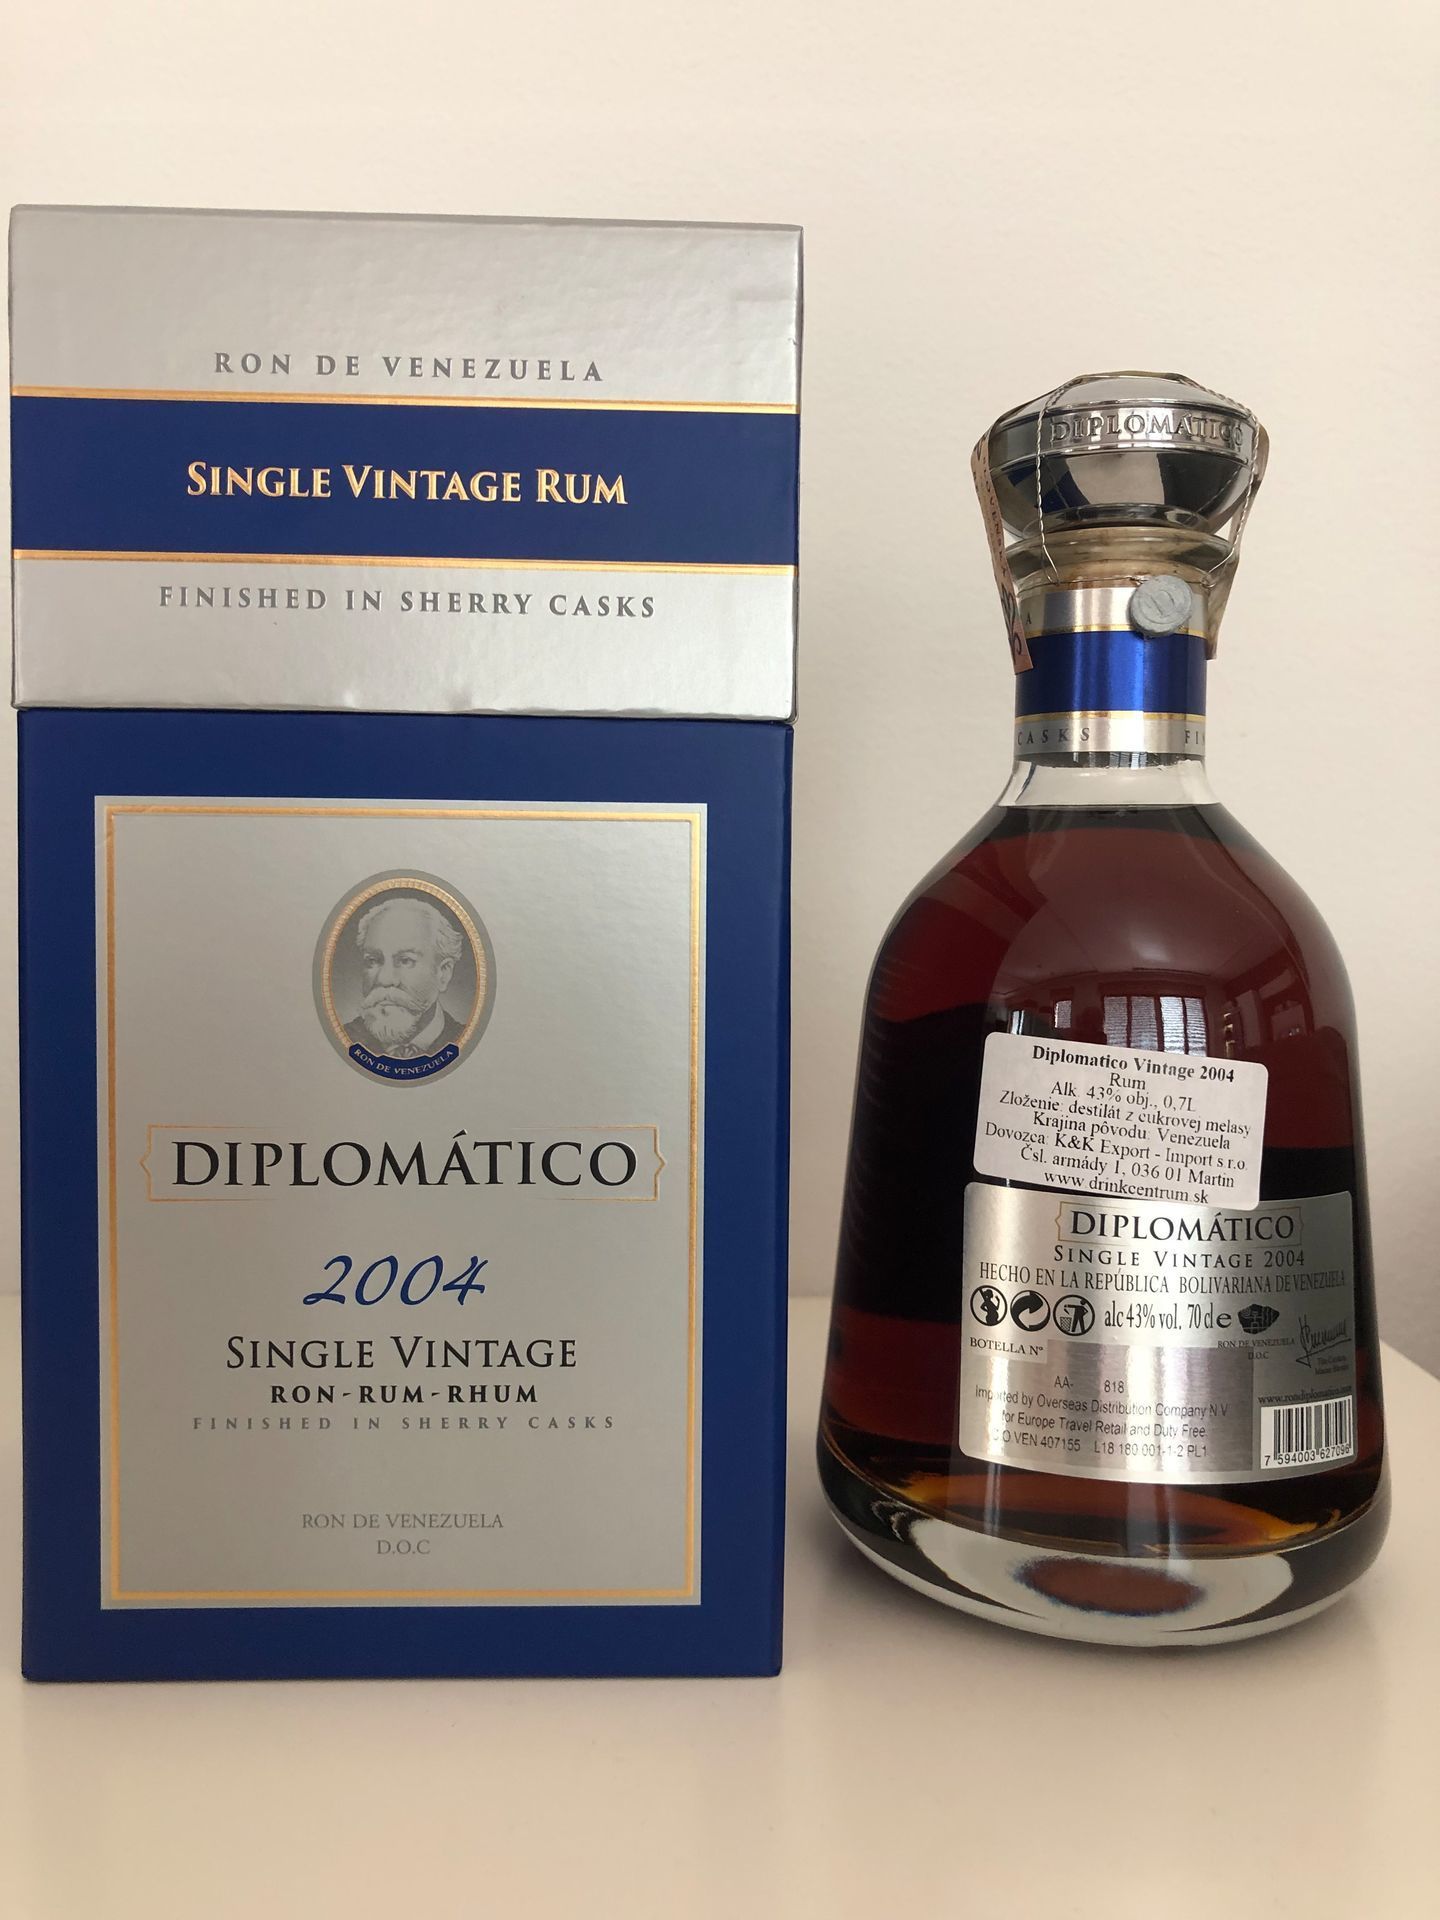 RON DE VENEZUELA
SINGLE VINTAGE RUM
FINISHED IN SHERRY CASKS
RON DE VENEZUELA
DIPLOMÁTICO
2004
SINGLE VINTAGE
RON-RUM-RHUM
FINISHED IN SHERRY CASKS
RON DE VENEZUELA
D.O.C
DIPLOMÁTICO
CASKS
Diplomatico Vintage 2004
Rum
Alk. 43% obj., 0,7L
Zloženie: destilát z cukrovej melasy
Krajina pôvodu: Venezuela
Dovozca: K&K Export - Import s.r.o.
Čsl. armády 1, 036 01 Martin
www.drinkcentrum.sk
DIPLOMÁTICO
SINGLE VINTAGE 2004
HECHO EN LA REPÚBLICA BOLIVARIANA DE VENEZUELA
alc 43% vol, 70 cl e
BOTELLA Nº
RON DE VENEZUELA
D.O.C
AA- 818
Imported by Overseas Distribution Company N.V
for Europe Travel Retail and Duty Free.
VEN 407155 L18 180 001-1-2 PL1
www.rondiplomatico.com
7 594003 627096